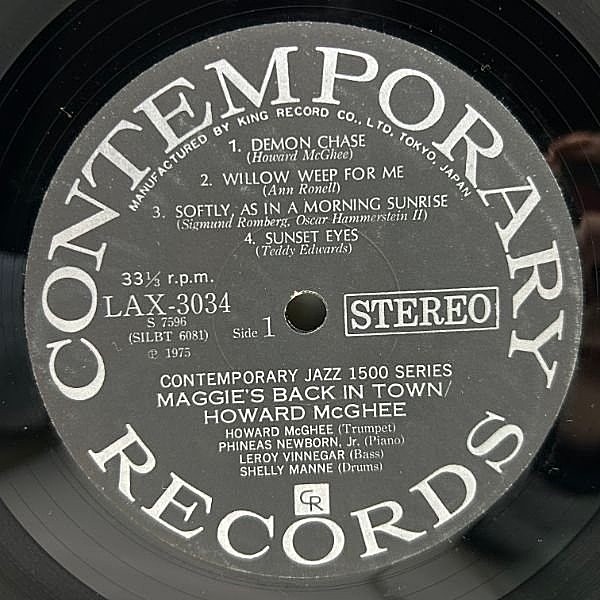 CONTEMPORARY
MANUFACTURED BY KING RECORD CO., LTD. TOKYO, JAPAN
1. DEMON CHASE
(Howard McGhee)
2. WILLOW WEEP FOR ME
(Ann Ronell)
3. SOFTLY, AS IN A MORNING SUNRISE
(Sigmund Romberg, Oscar Hammerstein II)
4. SUNSET EYES
(Teddy Edwards)
33⅓ r.p.m.
LAX-3034
S 7596
(SILBT 6081)
℗ 1975
Side 1
STEREO
CONTEMPORARY JAZZ 1500 SERIES
MAGGIE'S BACK IN TOWN/
HOWARD McGHEE
HOWARD McGHEE (Trumpet)
PHINEAS NEWBORN, Jr. (Piano)
LEROY VINNEGAR (Bass)
SHELLY MANNE (Drums)
CR
RECORDS